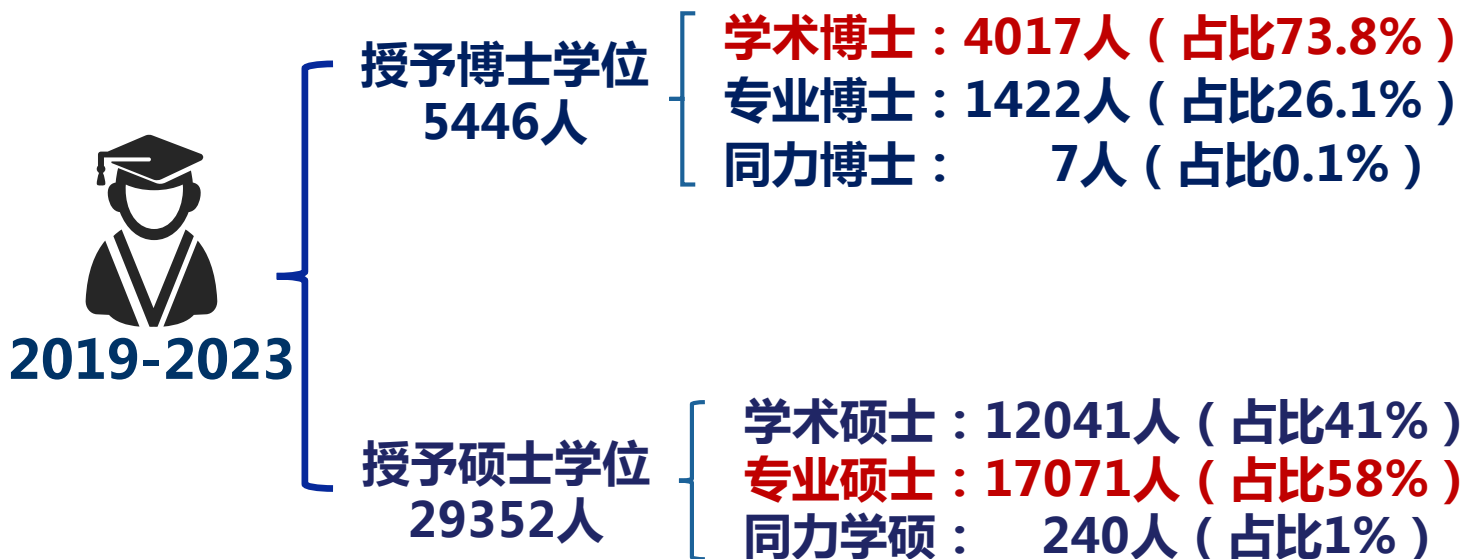 2019-2023
授予博士学位
5446人
学术博士：4017人（占比73.8%）
专业博士：1422人（占比26.1%）
同力博士： 7人（占比0.1%）
授予硕士学位
29352人
学术硕士：12041人（占比41%）
专业硕士：17071人（占比58%）
同力学硕： 240人（占比1%）